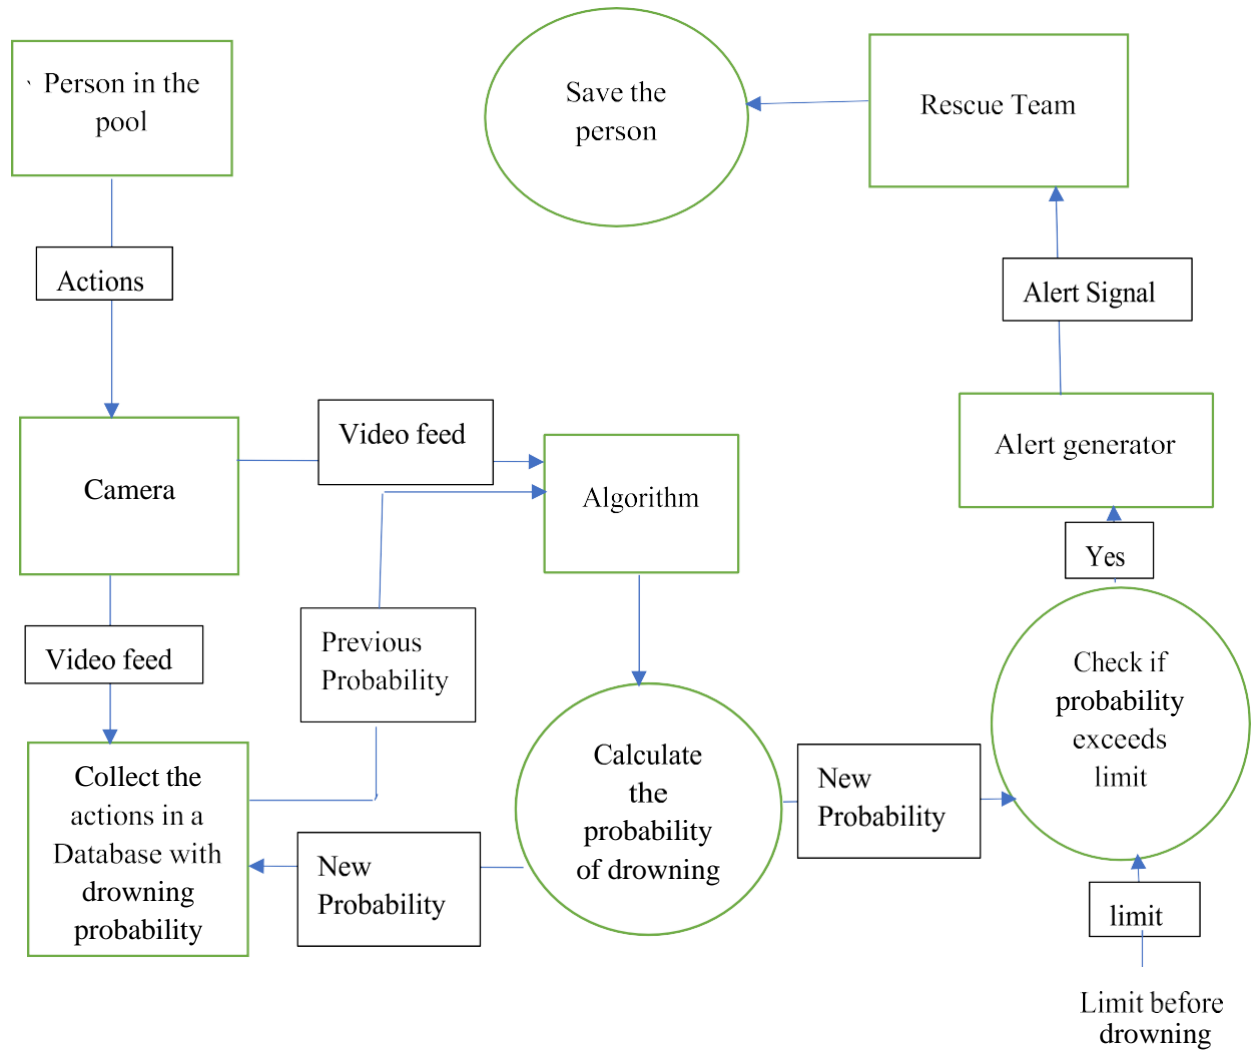 ` Person in the
pool
Save the
person
Rescue Team
Actions
Alert Signal
Video feed
Camera
Algorithm
Alert generator
Yes
Video feed
Previous
Probability
Check if
probability
exceeds
limit
Collect the
actions in a
Database with
drowning
probability
New
Probability
Calculate
the
probability
of drowning
New
Probability
limit
Limit before
drowning